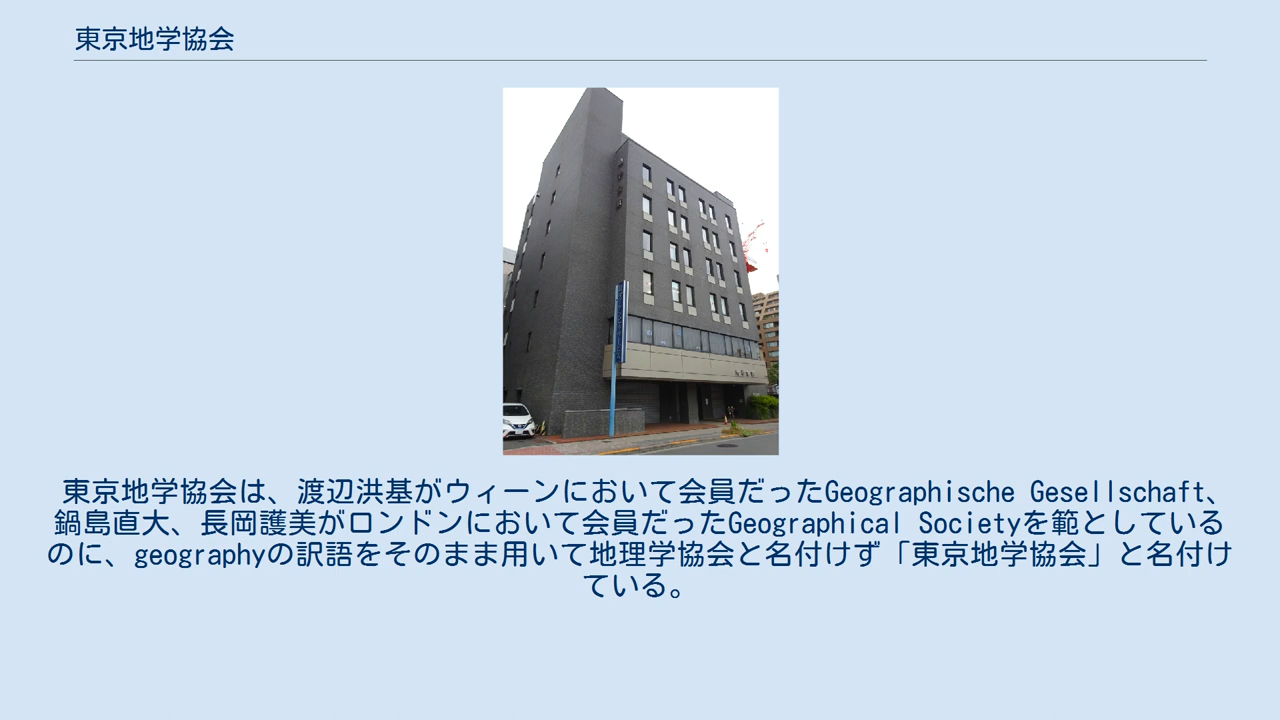 東京地学協会
東京地学協会は、渡辺洪基がウィーンにおいて会員だったGeographische Gesellschaft、
鍋島直大、長岡護美がロンドンにおいて会員だったGeographical Societyを範としている
のに、geographyの訳語をそのまま用いて地理学協会と名付けず「東京地学協会」と名付け
ている。